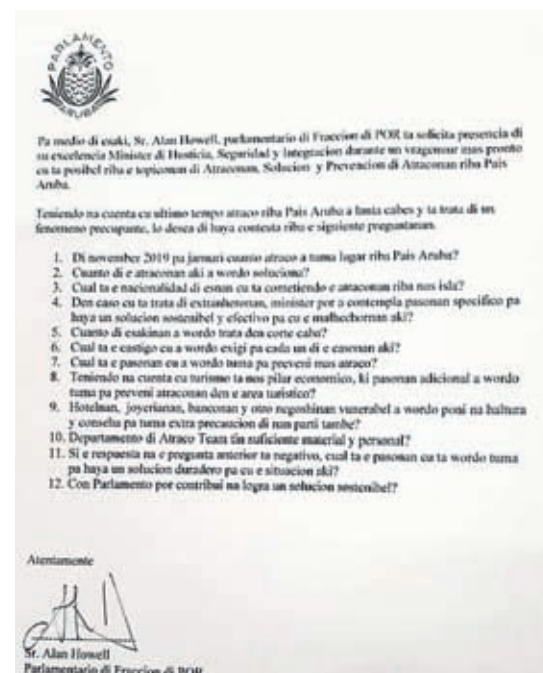 PARLAMENTO
ARUBA
Pa medio di esaki, Sr. Alan Howell, parlamentario di Fraccion di POR ta solicita presencia di
su excelencia Minister di Husticia, Seguridad y Integracion durante un vragenuur mas pronto
cu ta posibel riba e topiconan di Atraconan, Solucion y Prevencion di Atraconan riba Pais
Aruba.
Teniendo na cuenta cu ultimo tempo atraco riba Pais Aruba a lanta cabes y ta trata di un
fenomeno precupante, lo desea di haya contesta riba e siguiente preguntanan.
1. Di november 2019 pa januari cuanto atraco a tuma lugar riba Pais Aruba?
2. Cuanto di e atraconan aki a wordo soluciona?
3. Cual ta e nacionalidad di esnan cu ta cometiendo e atraconan riba nos isla?
4. Den caso cu ta trata di extranheronan, minister por a contempla pasonan specifico pa
haya un solucion sostenibel y efectivo pa cu e malhechornan aki?
5. Cuanto di esakinan a wordo trata den corte caba?
6. Cual ta e castigo cu a wordo exigi pa cada un di e casonan aki?
7. Cual ta e pasonan cu a wordo tuma pa preveni mas atraco?
8. Teniendo na cuenta cu turismo ta nos pilar economico, ki pasonan adicional a wordo
tuma pa preveni atraconan den e area turistico?
9. Hotelnan, joyerianan, banconan y otro negoshinan vunerabel a wordo poni na haltura
y conseha pa tuma extra precaucion di nan parti tambe?
10. Departamento di Atraco Team tin suficiente material y personal?
11. Si e respuesta na e pregunta anterior ta negativo, cual ta e pasonan cu ta wordo tuma
pa haya un solucion duradero pa cu e situacion aki?
12. Con Parlamento por contribui na logra un solucion sostenibel?
Atentamente
Sr. Alan Howell
Parlamentario di Fraccion di POR